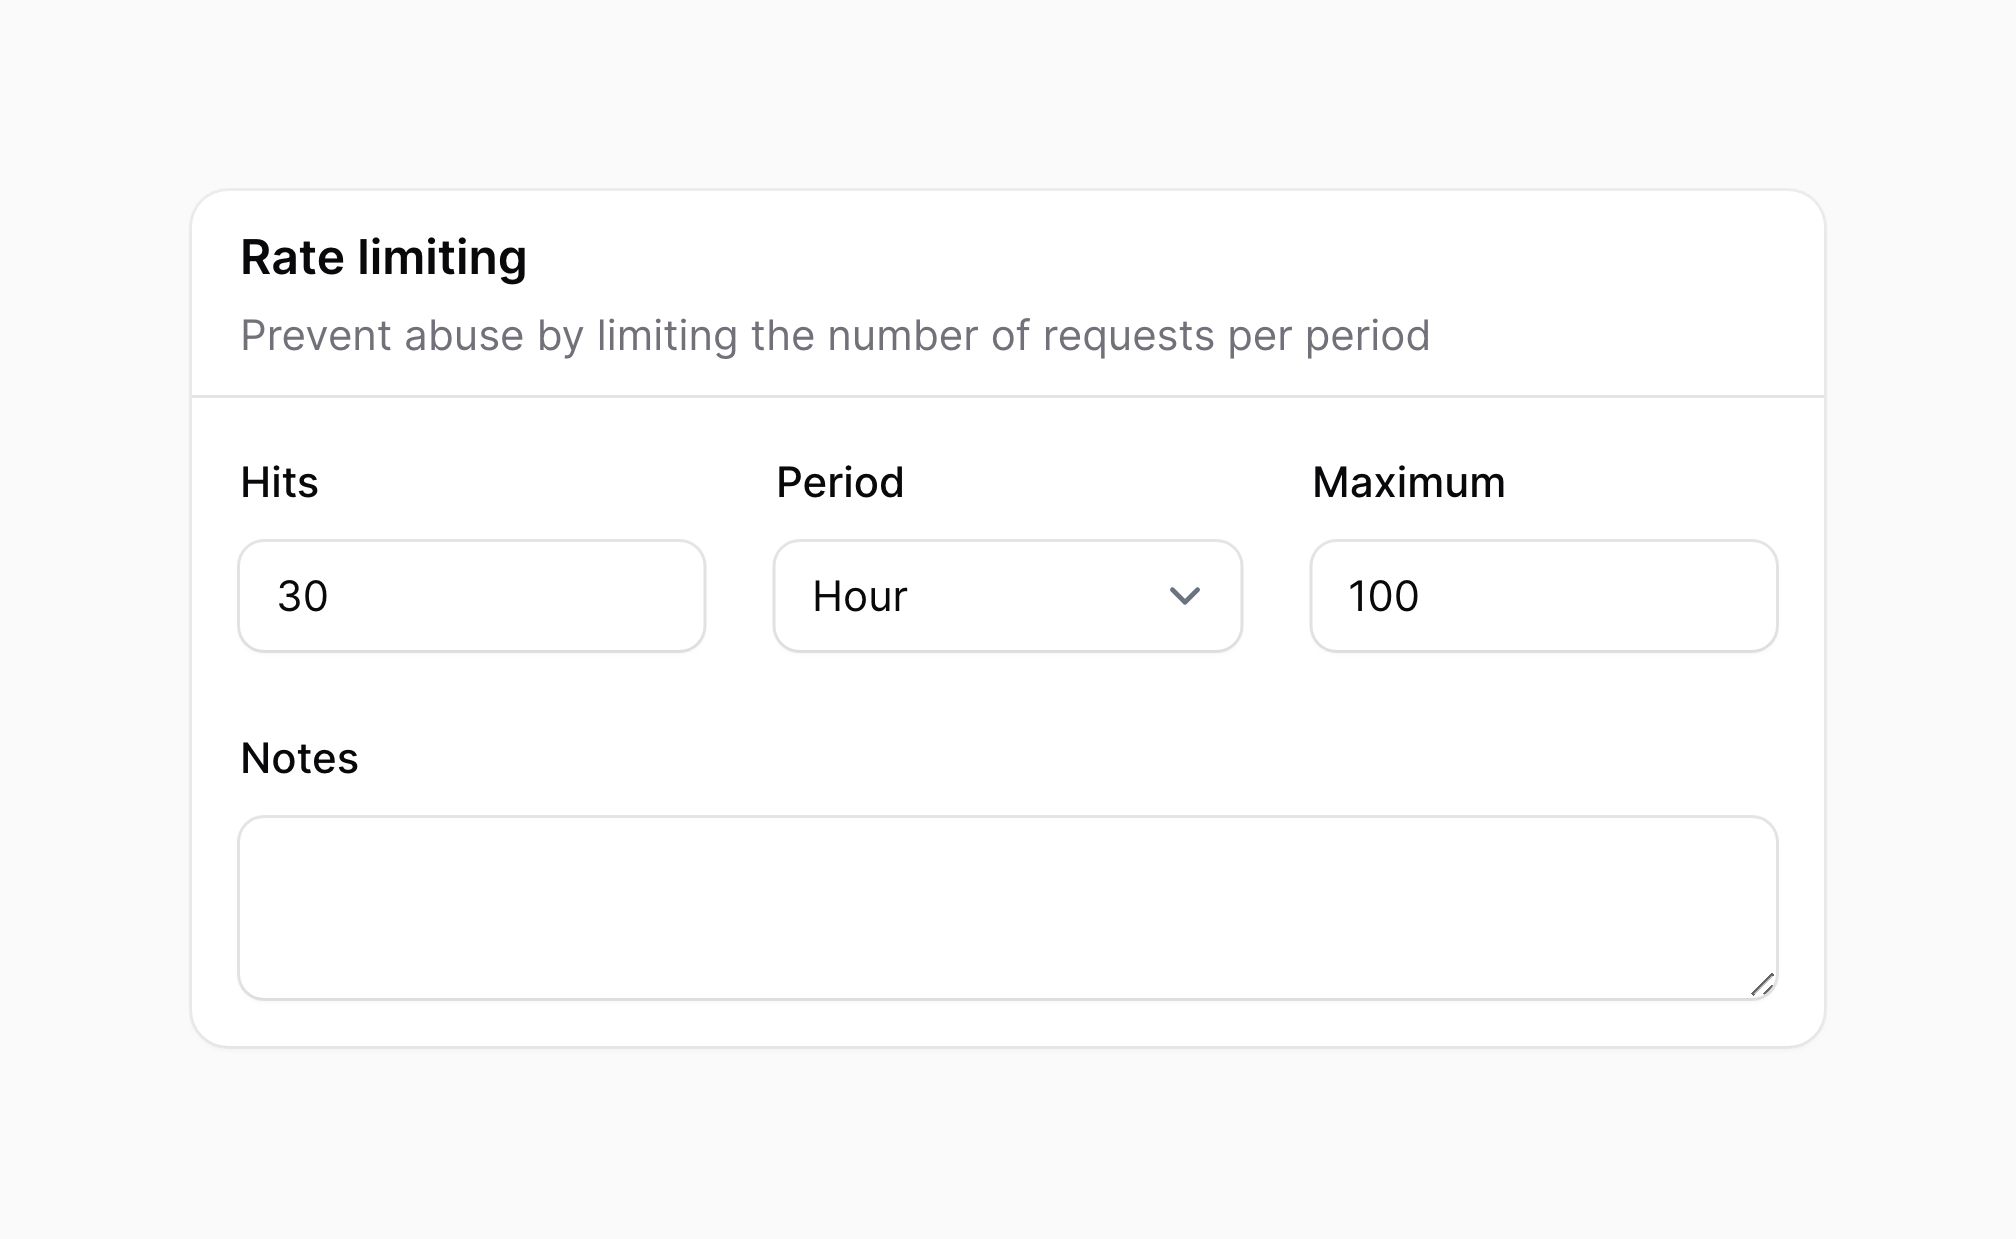 Rate limiting
Prevent abuse by limiting the number of requests per period
Hits
Period
Maximum
30
Hour
100
Notes